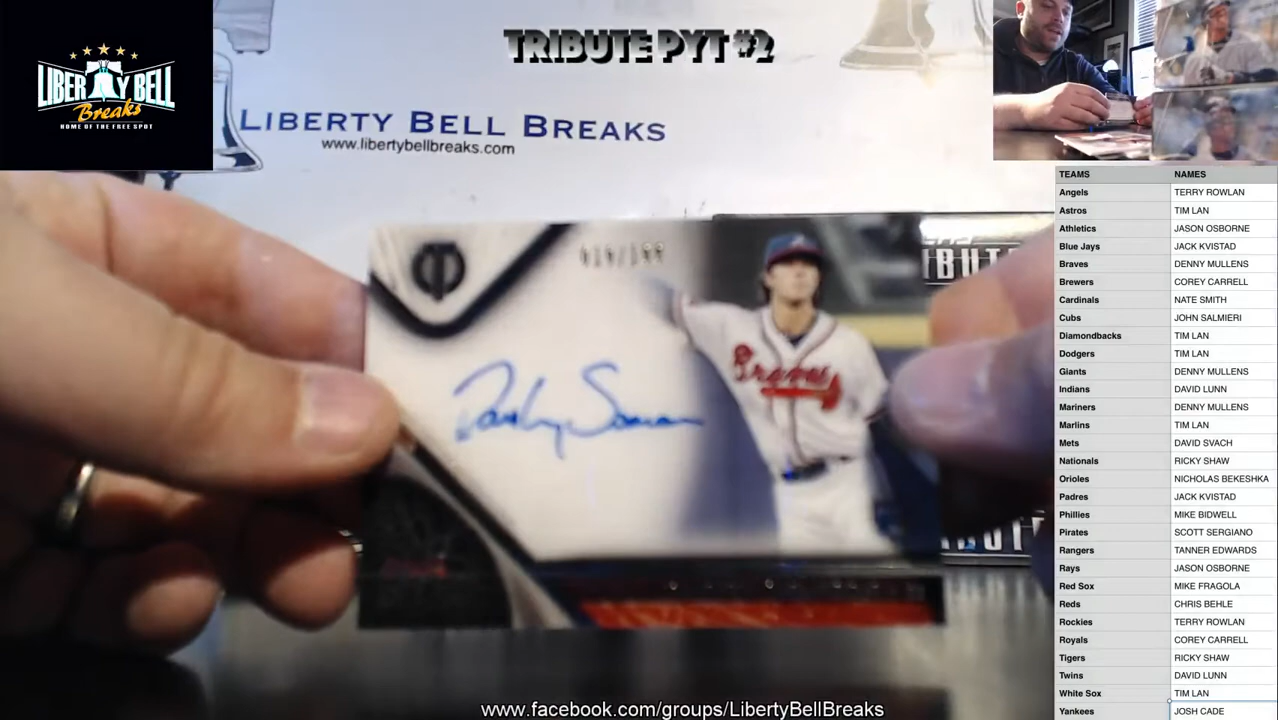 TRIBUTE PYT #2
LIBERTY BELL
Breaks
HOME OF THE FREE SPOT
LIBERTY BELL BREAKS
www.libertybellbreaks.com
Braves
TEAMS NAMES
Angels TERRY ROWLAN
Astros TIM LAN
Athletics JASON OSBORNE
Blue Jays JACK KVISTAD
Braves DENNY MULLENS
Brewers COREY CARRELL
Cardinals NATE SMITH
Cubs JOHN SALMIERI
Diamondbacks TIM LAN
Dodgers TIM LAN
Giants DENNY MULLENS
Indians DAVID LUNN
Mariners DENNY MULLENS
Marlins TIM LAN
Mets DAVID SVACH
Nationals RICKY SHAW
Orioles NICHOLAS BEKESHKA
Padres JACK KVISTAD
Phillies MIKE BIDWELL
Pirates SCOTT SERGIANO
Rangers TANNER EDWARDS
Rays JASON OSBORNE
Red Sox MIKE FRAGOLA
Reds CHRIS BEHLE
Rockies TERRY ROWLAN
Royals COREY CARRELL
Tigers RICKY SHAW
Twins DAVID LUNN
White Sox TIM LAN
Yankees JOSH CADE
www.facebook.com/groups/LibertyBellBreaks